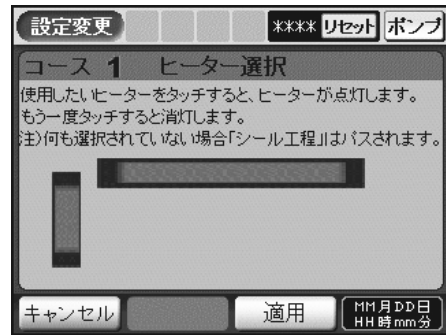 設定変更
**** リセット ポンプ
コース 1 ヒーター選択
使用したいヒーターをタッチすると、ヒーターが点灯します。
もう一度タッチすると消灯します。
注)何も選択されていない場合「シール工程」はパスされます。
キャンセル
適用
MM月DD日
HH時mm分